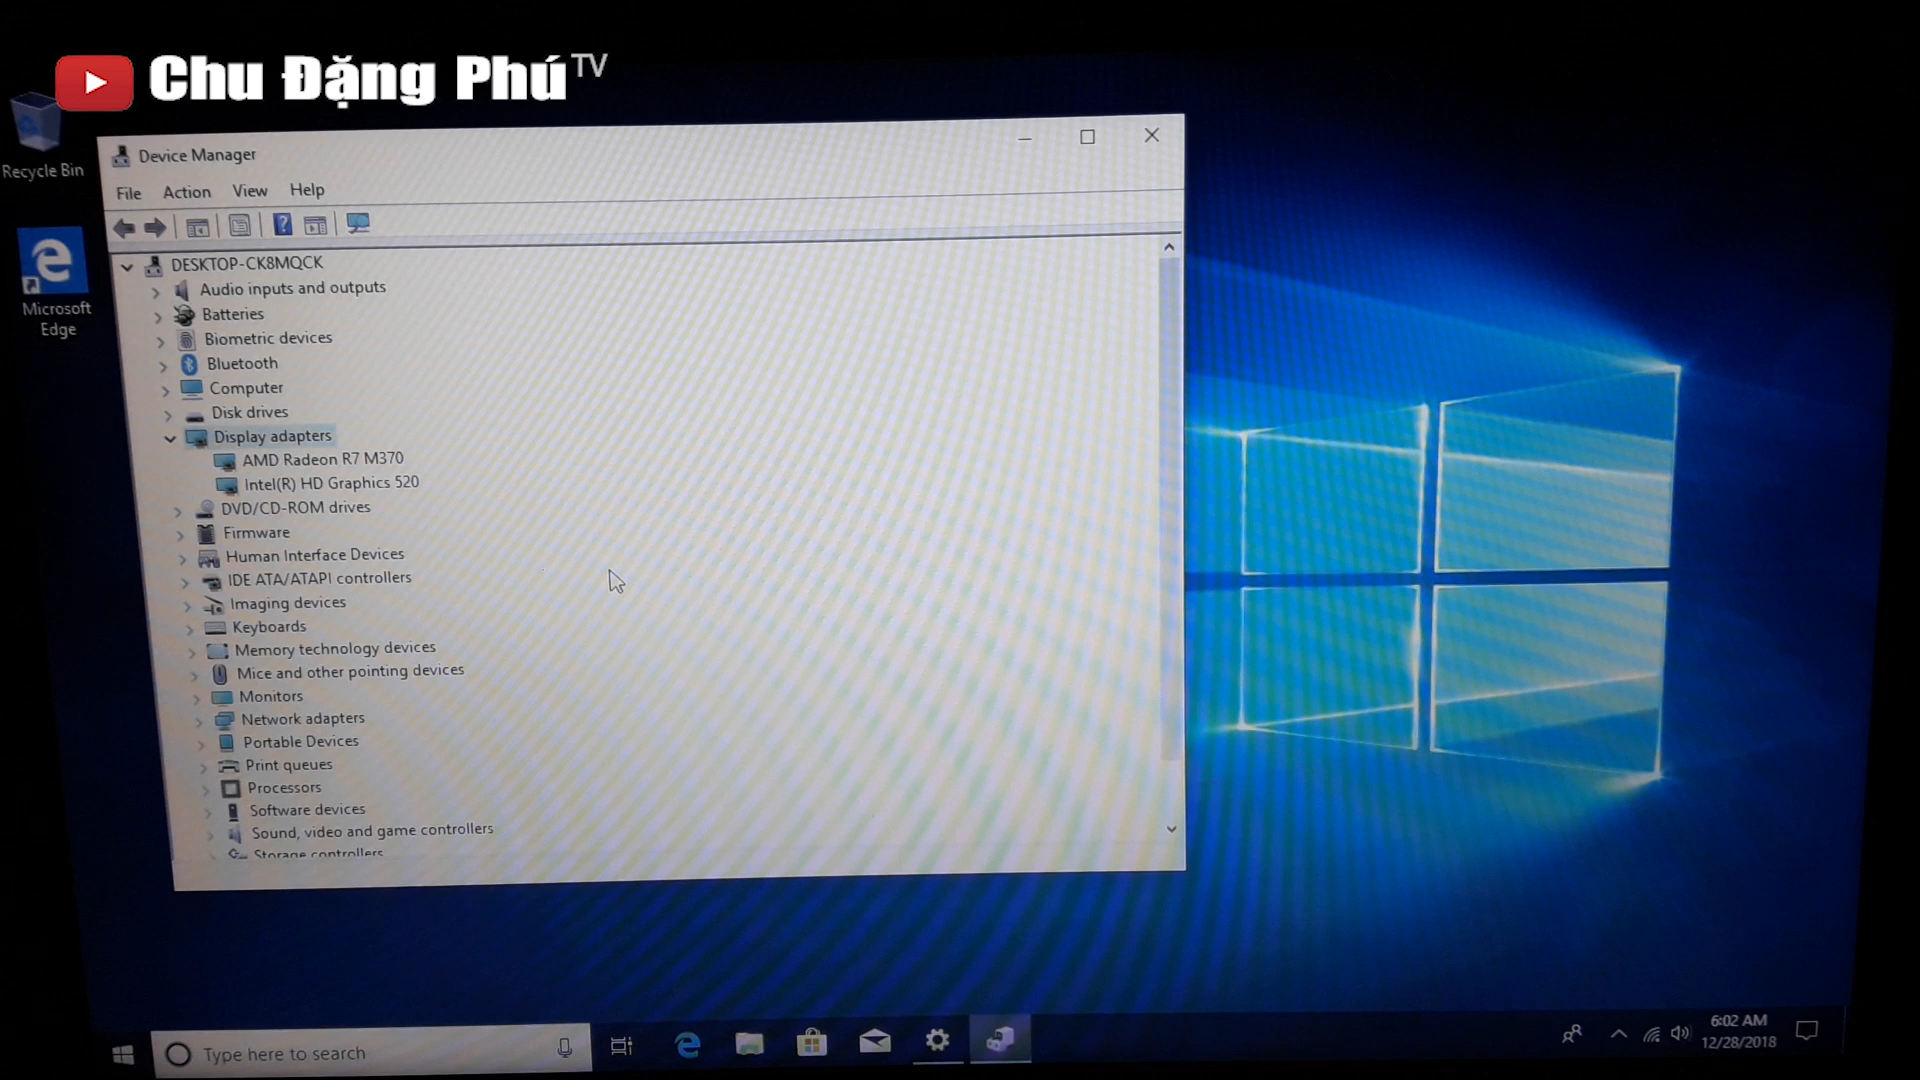 Chu Đặng Phú TV
Recycle Bin
Microsoft
Edge
Device Manager
File Action View Help
DESKTOP-CK8MQCK
Audio inputs and outputs
Batteries
Biometric devices
Bluetooth
Computer
Disk drives
Display adapters
AMD Radeon R7 M370
Intel(R) HD Graphics 520
DVD/CD-ROM drives
Firmware
Human Interface Devices
IDE ATA/ATAPI controllers
Imaging devices
Keyboards
Memory technology devices
Mice and other pointing devices
Monitors
Network adapters
Portable Devices
Print queues
Processors
Software devices
Sound, video and game controllers
Storage controllers
Type here to search
6:02 AM
12/28/2018